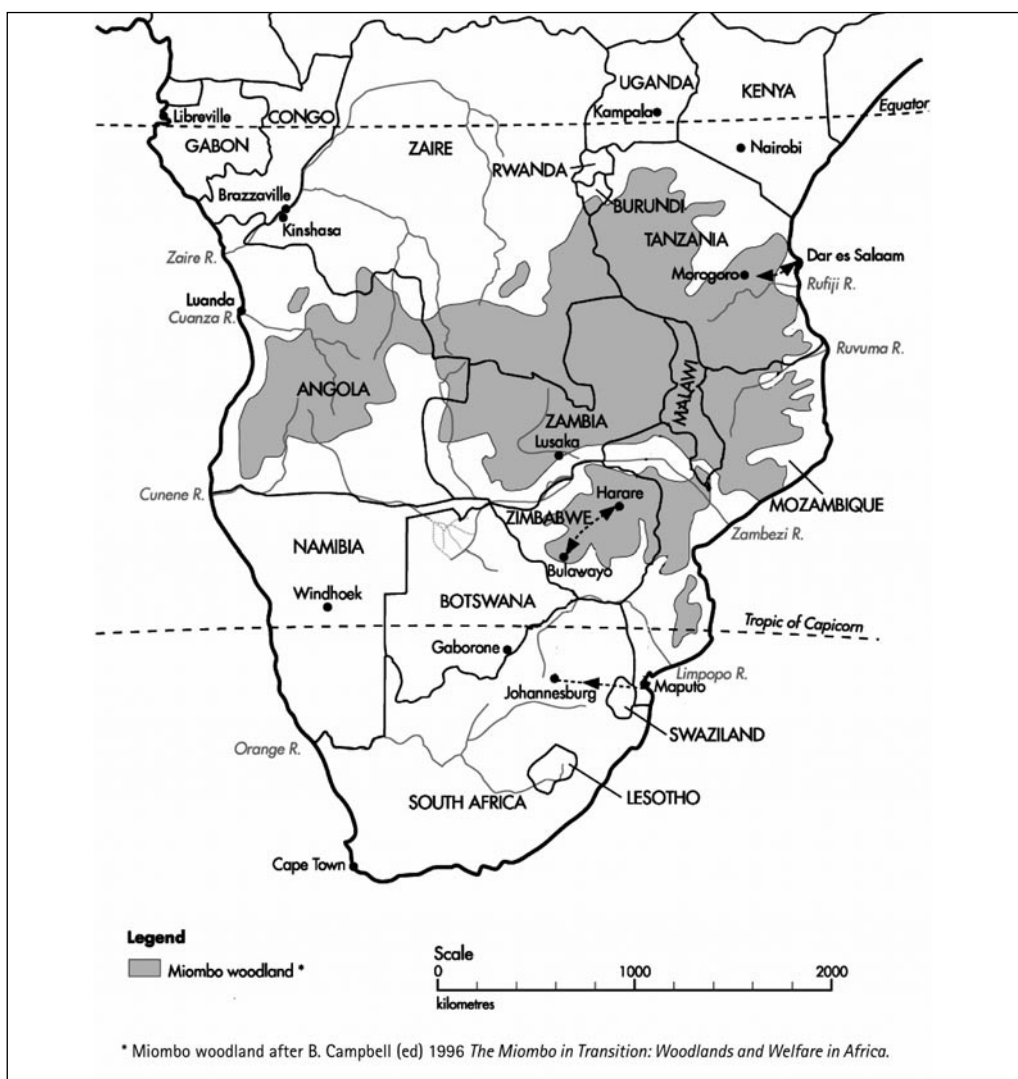 UGANDA
KENYA
Kampala
Equator
Libreville
CONGO
GABON
ZAIRE
Nairobi
RWANDA
Brazzaville
BURUNDI
Kinshasa
TANZANIA
Zaire R.
Dar es Salaam
Morogoro
Rufiji R.
Luanda
Cuanza R.
Ruvuma R.
MALAWI
ANGOLA
ZAMBIA
Lusaka
Cunene R.
Harare
MOZAMBIQUE
ZIMBABWE
Zambezi R.
NAMIBIA
Bulawayo
Windhoek
BOTSWANA
Tropic of Capicorn
Gaborone
Limpopo R.
Johannesburg
Maputo
SWAZILAND
Orange R.
LESOTHO
SOUTH AFRICA
Cape Town
Legend
Miombo woodland *
Scale
0 1000 2000
kilometres
* Miombo woodland after B. Campbell (ed) 1996 The Miombo in Transition: Woodlands and Welfare in Africa.